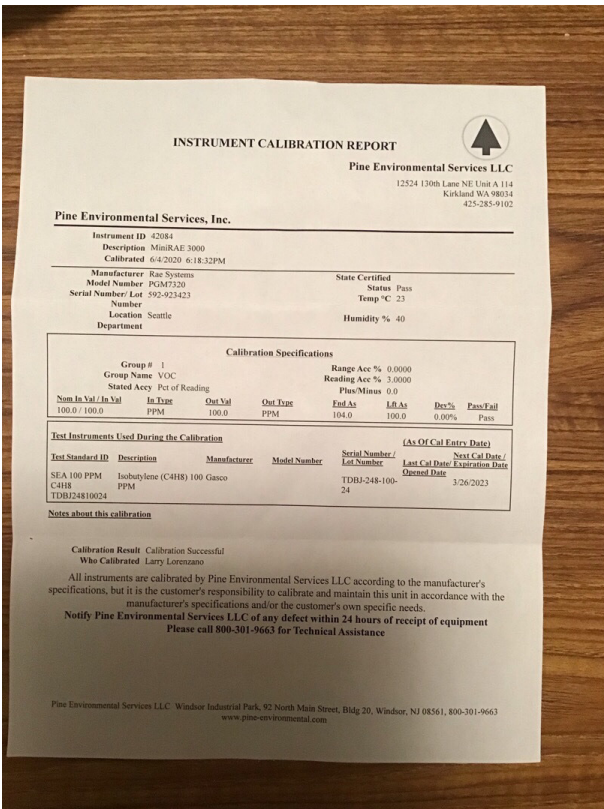 INSTRUMENT CALIBRATION REPORT
Pine Environmental Services LLC
12524 130th Lane NE Unit A 114
Kirkland WA 98034
425-285-9102
Pine Environmental Services, Inc.
Instrument ID 42084
Description MiniRAE 3000
Calibrated 6/4/2020 6:18:32PM
Manufacturer Rae Systems
Model Number PGM7320
Serial Number/ Lot Number 592-923423
Location Seattle
Department
State Certified
Status Pass
Temp °C 23
Humidity % 40
Calibration Specifications
Group # 1
Group Name VOC
Stated Accy Pct of Reading
Range Acc % 0.0000
Reading Acc % 3.0000
Plus/Minus 0.0
Nom In Val / In Val In Type Out Val Out Type End As Lft As Dev% Pass/Fail
100.0 / 100.0 PPM 100.0 PPM 104.0 100.0 0.00% Pass
Test Instruments Used During the Calibration
(As Of Cal Entry Date)
Test Standard ID Description Manufacturer Model Number Serial Number / Lot Number Last Cal Date/ Opened Date Next Cal Date / Expiration Date
SEA 100 PPM C4H8 TDBJ24810024 Isobutylene (C4H8) 100 PPM Gasco TDBJ-248-100-24 3/26/2023
Notes about this calibration
Calibration Result Calibration Successful
Who Calibrated Larry Lorenzano
All instruments are calibrated by Pine Environmental Services LLC according to the manufacturer's
specifications, but it is the customer's responsibility to calibrate and maintain this unit in accordance with the
manufacturer's specifications and/or the customer's own specific needs.
Notify Pine Environmental Services LLC of any defect within 24 hours of receipt of equipment
Please call 800-301-9663 for Technical Assistance
Pine Environmental Services LLC Windsor Industrial Park, 92 North Main Street, Bldg 20, Windsor, NJ 08561, 800-301-9663
www.pine-environmental.com